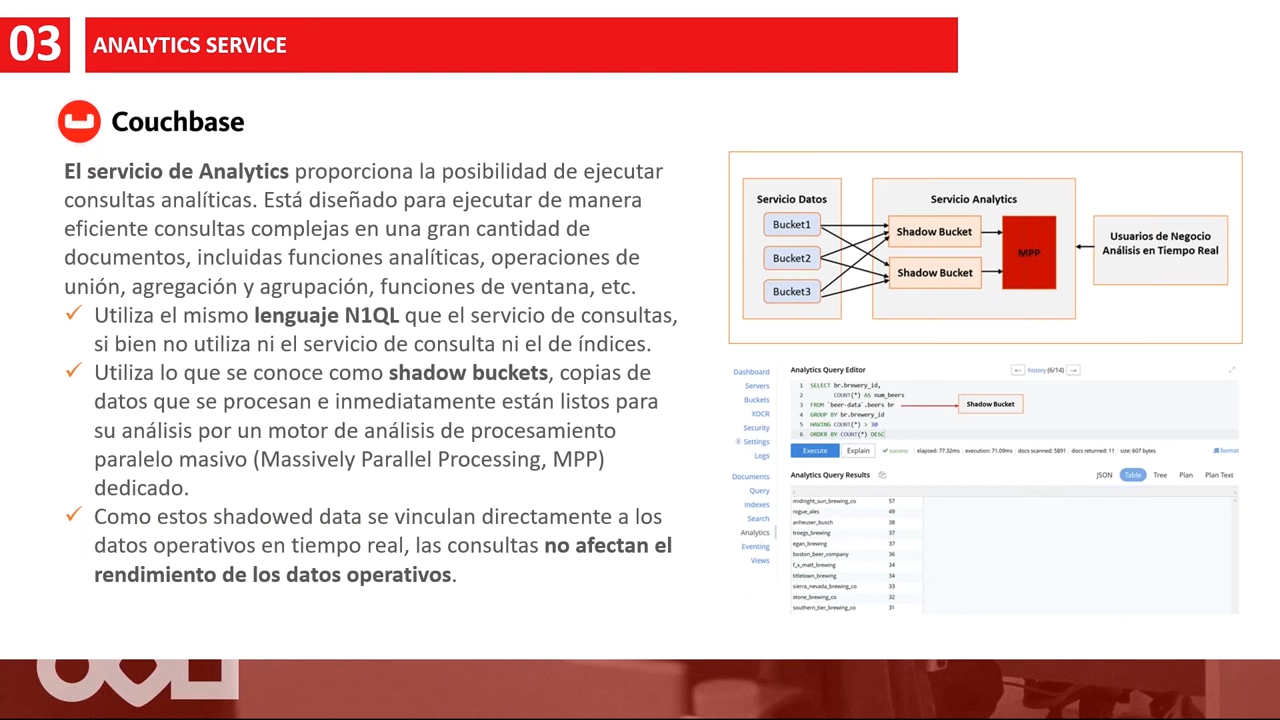 03
ANALYTICS SERVICE
Couchbase
El servicio de Analytics proporciona la posibilidad de ejecutar
consultas analíticas. Está diseñado para ejecutar de manera
eficiente consultas complejas en una gran cantidad de
documentos, incluidas funciones analíticas, operaciones de
unión, agregación y agrupación, funciones de ventana, etc.
✓ Utiliza el mismo lenguaje N1QL que el servicio de consultas,
si bien no utiliza ni el servicio de consulta ni el de índices.
✓ Utiliza lo que se conoce como shadow buckets, copias de
datos que se procesan e inmediatamente están listos para
su análisis por un motor de análisis de procesamiento
paralelo masivo (Massively Parallel Processing, MPP)
dedicado.
✓ Como estos shadowed data se vinculan directamente a los
datos operativos en tiempo real, las consultas no afectan el
rendimiento de los datos operativos.
Servicio Datos
Bucket1
Bucket2
Bucket3
Servicio Analytics
Shadow Bucket
Shadow Bucket
MPP
Usuarios de Negocio
Análisis en Tiempo Real
Dashboard
Servers
Buckets
XDCR
Security
Settings
Logs
Documents
Query
Indexes
Search
Analytics
Eventing
Views
Analytics Query Editor
← history (6/14) →
1 SELECT br.brewery_id,
2 COUNT(*) AS num_beers
3 FROM `beer-data`.beers br
4 GROUP BY br.brewery_id
5 HAVING COUNT(*) > 30
6 ORDER BY COUNT(*) DESC
Shadow Bucket
Execute Explain ✓ success | elapsed: 77.32ms | execution: 71.09ms | docs scanned: 5891 | docs returned: 11 | size: 607 bytes format
Analytics Query Results JSON Table Tree Plan Plan Text
midnight_sun_brewing_co 57
rogue_ales 49
anheuser_busch 38
troegs_brewing 37
egan_brewing 37
boston_beer_company 36
f_x_matt_brewing 34
titletown_brewing 34
sierra_nevada_brewing_co 33
stone_brewing_co 32
southern_tier_brewing_co 31